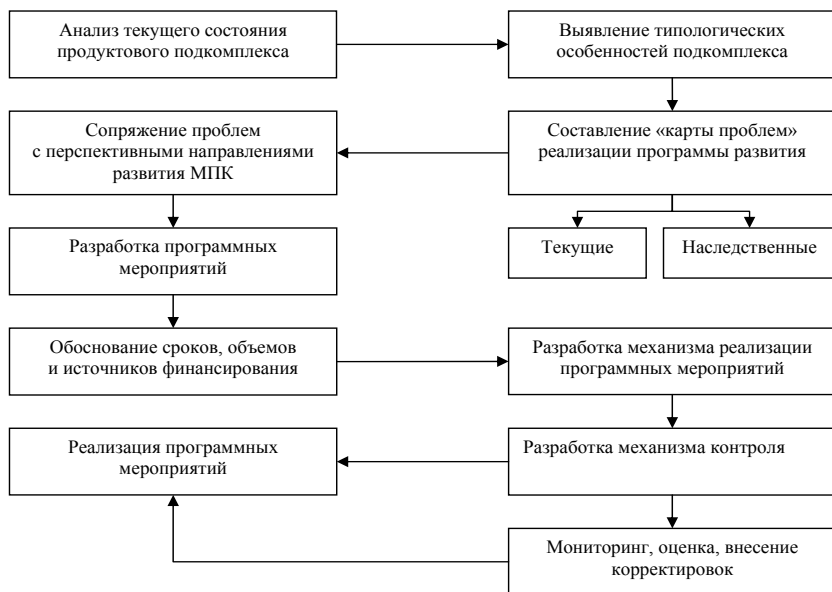 Анализ текущего состояния
продуктового подкомплекса
Выявление типологических
особенностей подкомплекса
Сопряжение проблем
с перспективными направлениями
развития МПК
Составление «карты проблем»
реализации программы развития
Текущие
Наследственные
Разработка программных
мероприятий
Обоснование сроков, объемов
и источников финансирования
Разработка механизма реализации
программных мероприятий
Реализация программных
мероприятий
Разработка механизма контроля
Мониторинг, оценка, внесение
корректировок